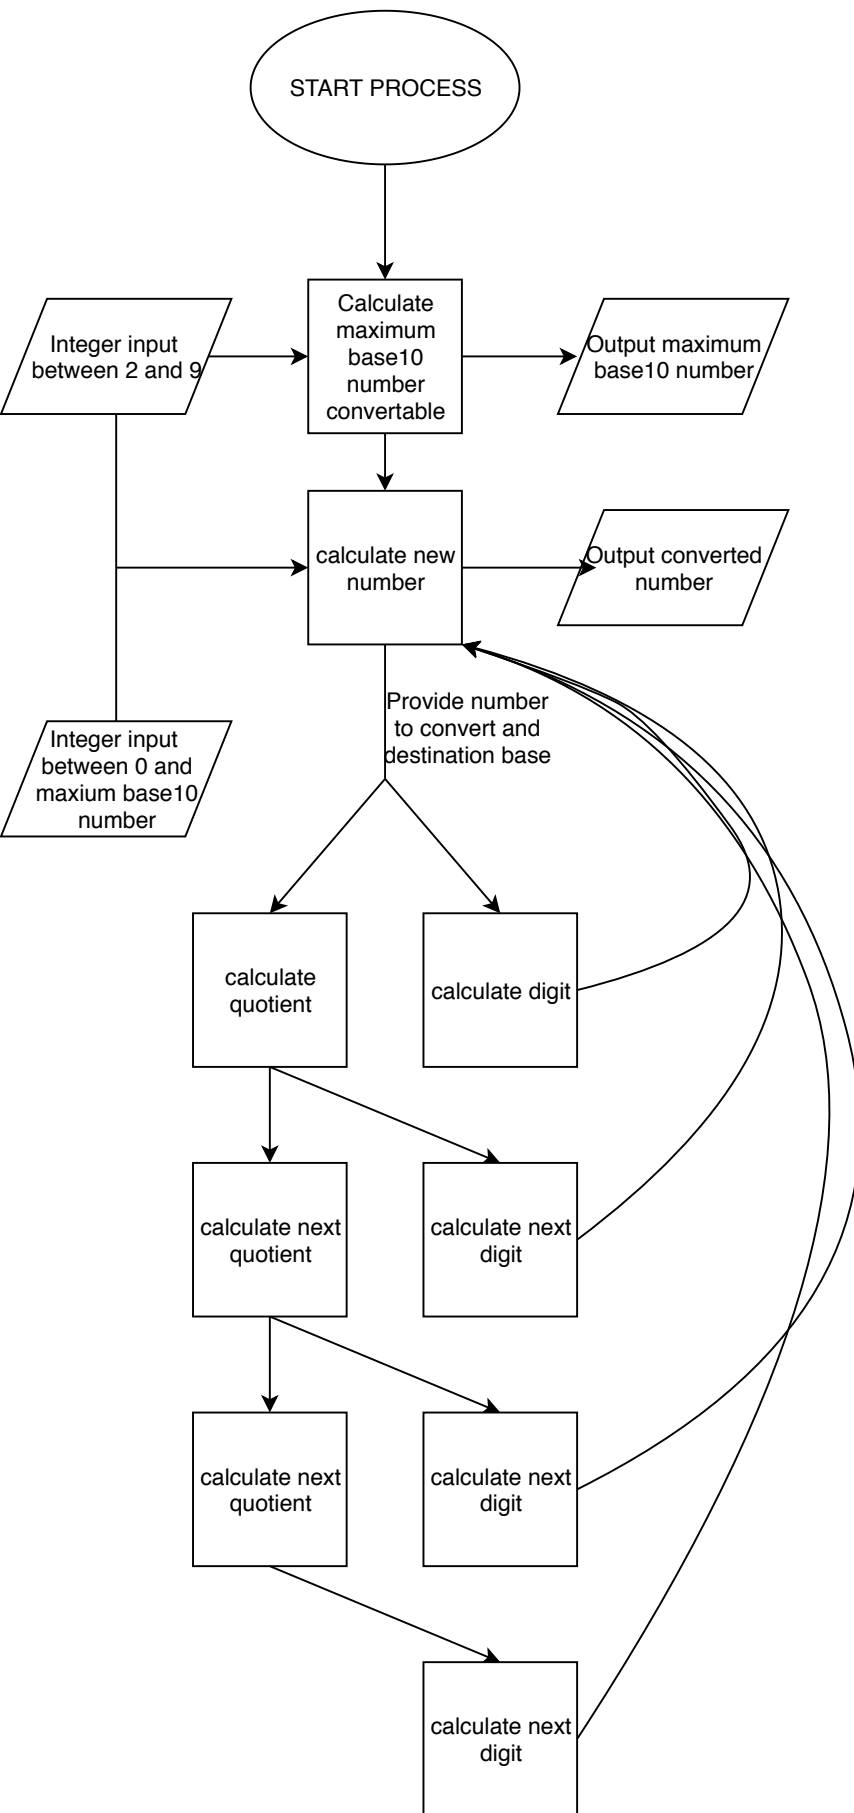 START PROCESS
Integer input
between 2 and 9
Calculate
maximum
base10
number
convertable
Output maximum
base10 number
calculate new
number
Output converted
number
Provide number
to convert and
destination base
Integer input
between 0 and
maxium base10
number
calculate
quotient
calculate digit
calculate next
quotient
calculate next
digit
calculate next
quotient
calculate next
digit
calculate next
digit